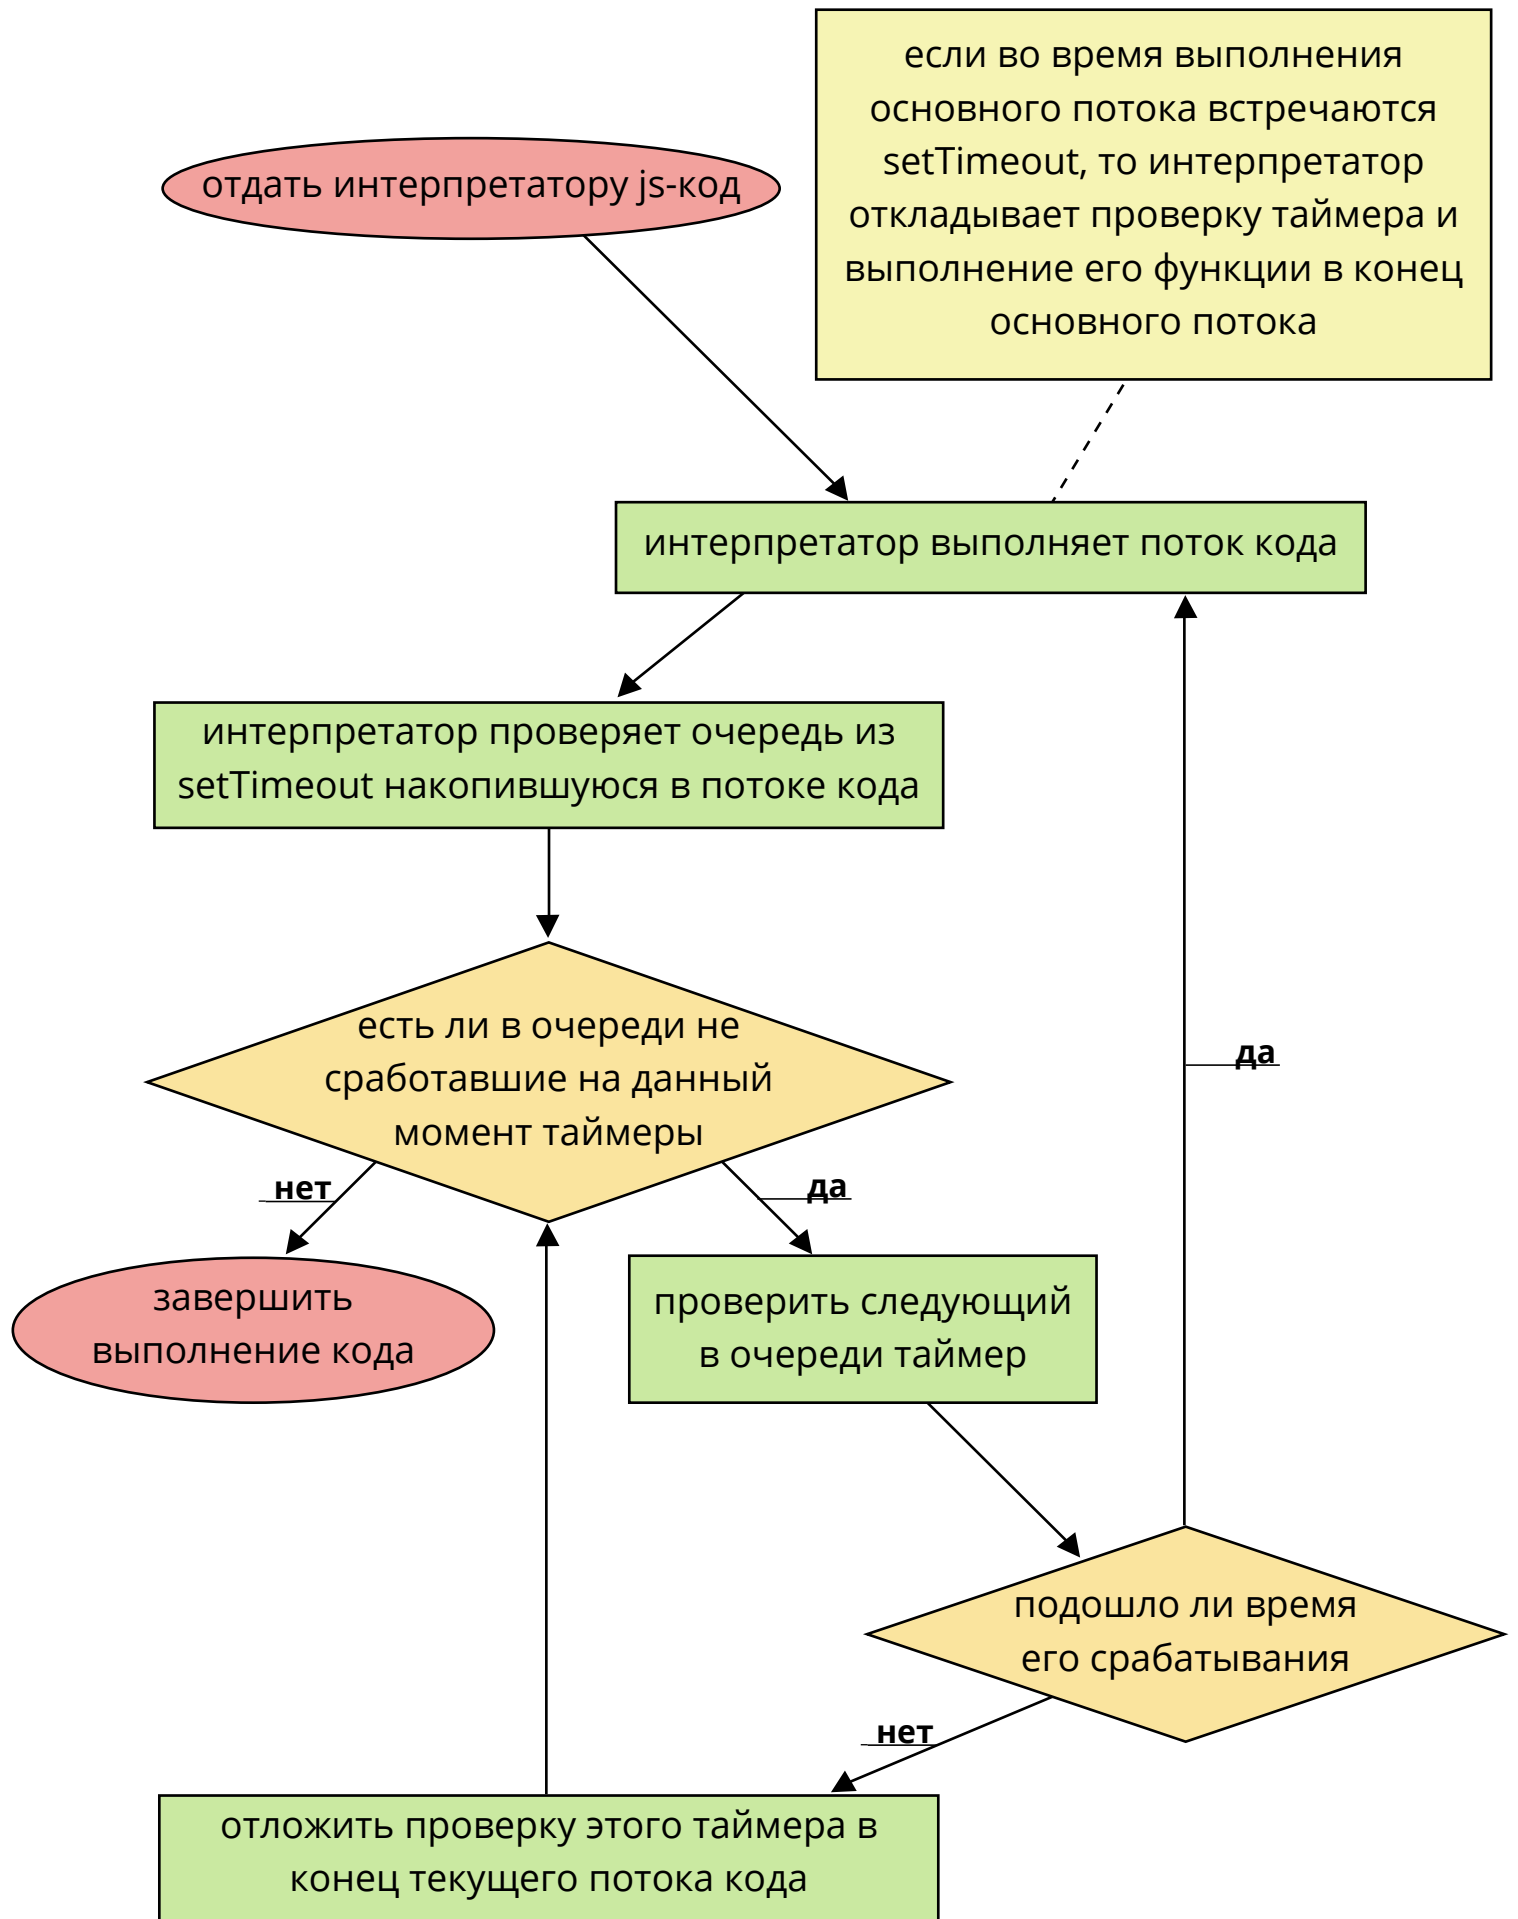 если во время выполнения
основного потока встречаются
setTimeout, то интерпретатор
откладывает проверку таймера и
выполнение его функции в конец
основного потока
отдать интерпретатору js-код
интерпретатор выполняет поток кода
интерпретатор проверяет очередь из
setTimeout накопившуюся в потоке кода
есть ли в очереди не
сработавшие на данный
момент таймеры
да
нет
да
завершить
выполнение кода
проверить следующий
в очереди таймер
подошло ли время
его срабатывания
нет
отложить проверку этого таймера в
конец текущего потока кода